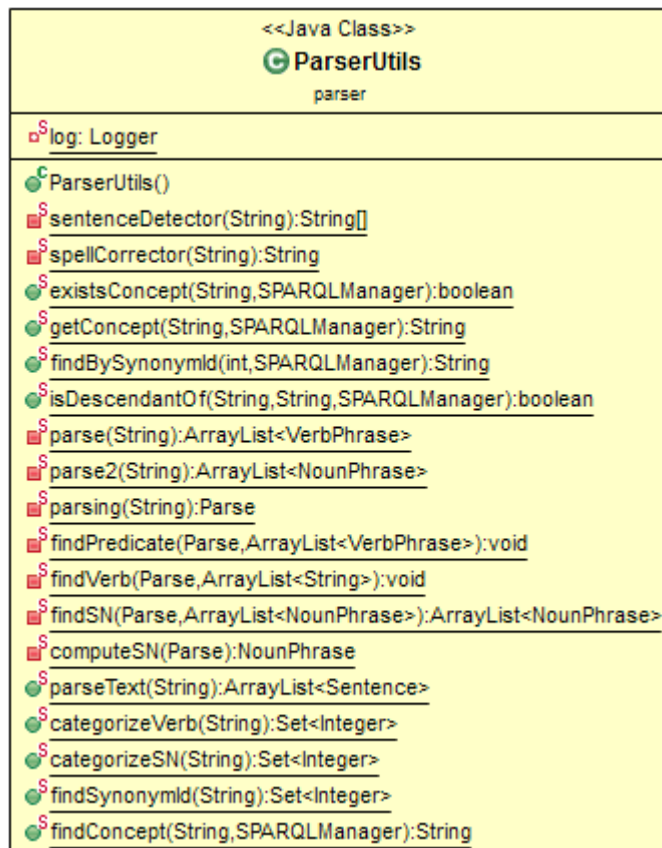 <<Java Class>>
C ParserUtils
parser
S log: Logger
C ParserUtils()
S sentenceDetector(String):String[]
S spellCorrector(String):String
S existsConcept(String,SPARQLManager):boolean
S getConcept(String,SPARQLManager):String
S findBySynonymId(int,SPARQLManager):String
S isDescendantOf(String,String,SPARQLManager):boolean
S parse(String):ArrayList<VerbPhrase>
S parse2(String):ArrayList<NounPhrase>
S parsing(String):Parse
S findPredicate(Parse,ArrayList<VerbPhrase>):void
S findVerb(Parse,ArrayList<String>):void
S findSN(Parse,ArrayList<NounPhrase>):ArrayList<NounPhrase>
S computeSN(Parse):NounPhrase
S parseText(String):ArrayList<Sentence>
S categorizeVerb(String):Set<Integer>
S categorizeSN(String):Set<Integer>
S findSynonymId(String):Set<Integer>
S findConcept(String,SPARQLManager):String